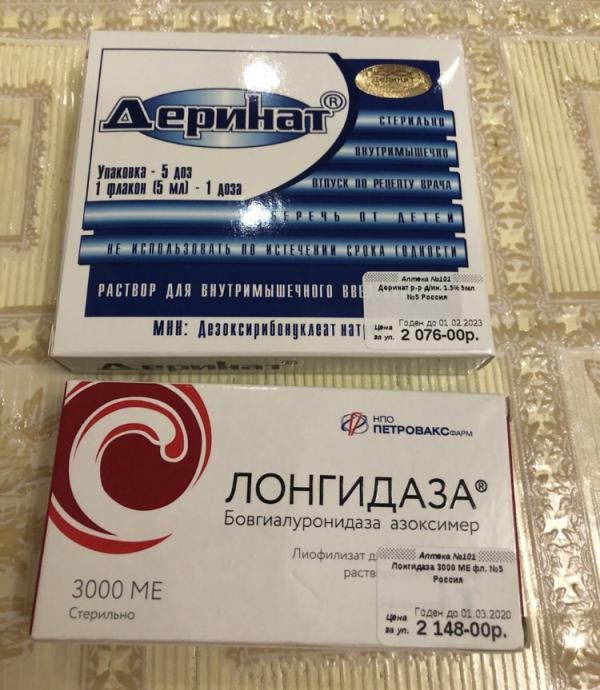 Деринат®
ДЕРИНАТ
СТЕРИЛЬНО
ВНУТРИМЫШЕЧНО
ОТПУСК ПО РЕЦЕПТУ ВРАЧА
БЕРЕЧЬ ОТ ДЕТЕЙ
НЕ ИСПОЛЬЗОВАТЬ ПО ИСТЕЧЕНИИ СРОКА ГОДНОСТИ
Упаковка - 5 доз
1 флакон (5 мл) - 1 доза
РАСТВОР ДЛЯ ВНУТРИМЫШЕЧНОГО
МНН: Дезоксирибонуклеат
Аптека №101
Деринат р-р д/ин. 1.5% 5мл
№5 Россия
Цена за уп.
Годен до 01.02.2023
2 076-00р.
Деринат®
НПО
ПЕТРОВАКСФАРМ
ЛОНГИДАЗА®
Бовгиалуронидаза азоксимер
Лиофилизат
3000 МЕ
Стерильно
Аптека №101
Лонгидаза 3000 МЕ фл. №5
Россия
Цена за уп.
Годен до 01.03.2020
2 148-00р.